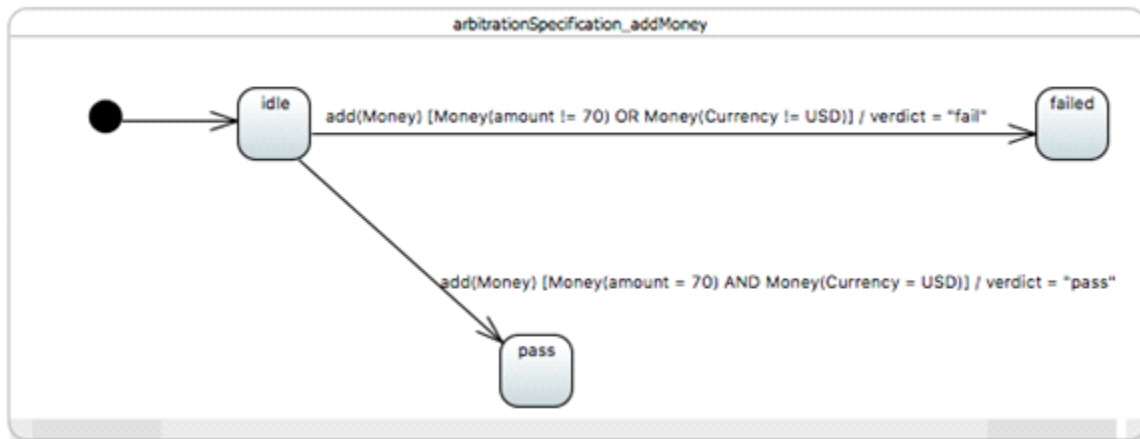 arbitrationSpecification_addMoney
idle
add(Money) [Money(amount != 70) OR Money(Currency != USD)] / verdict = "fail"
failed
add(Money) [Money(amount = 70) AND Money(Currency = USD)] / verdict = "pass"
pass